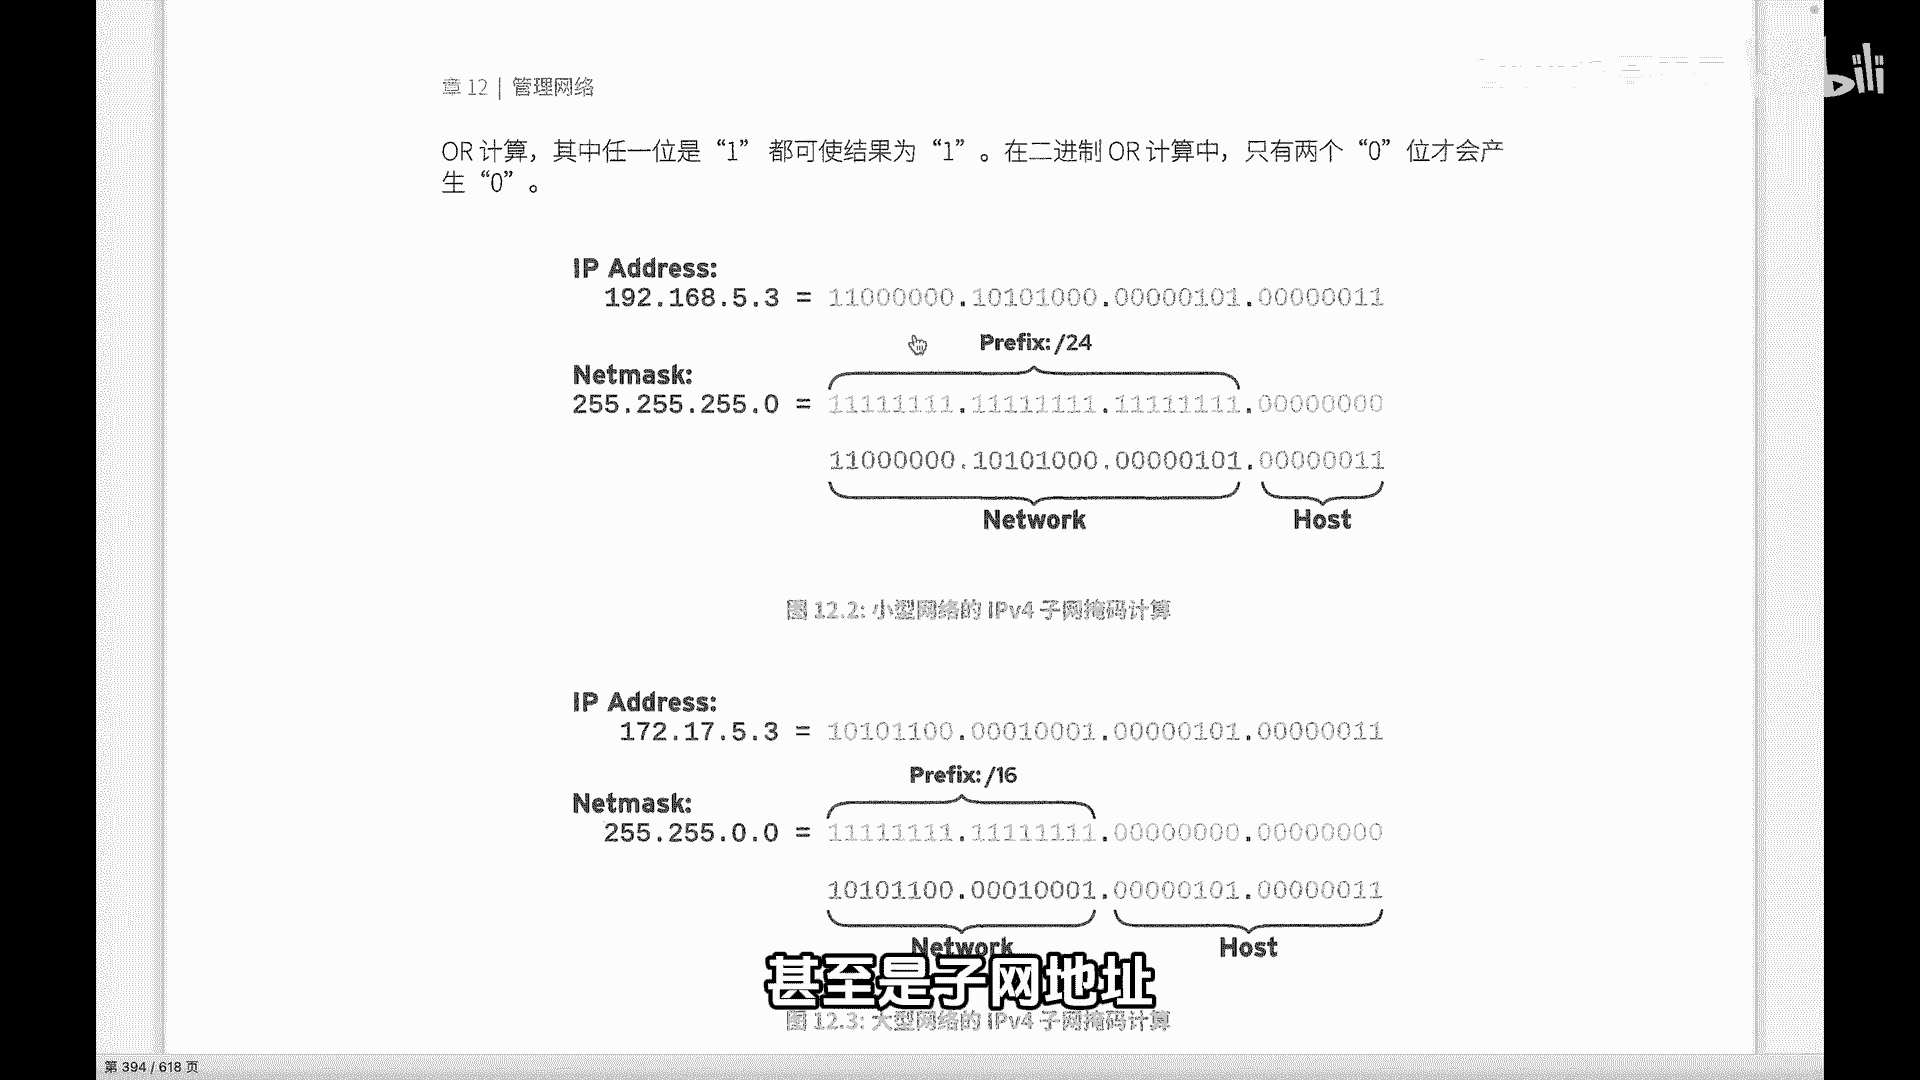 章 12 | 管理网络
bili
OR 计算，其中任一位是“1” 都可使结果为“1”。在二进制 OR 计算中，只有两个“0”位才会产
生“0”。
IP Address:
192.168.5.3 = 11000000.10101000.00000101.00000011
Prefix: /24
Netmask:
255.255.255.0 = 11111111.11111111.11111111.00000000
11000000.10101000.00000101.00000011
Network Host
图 12.2: 小型网络的 IPv4 子网掩码计算
IP Address:
172.17.5.3 = 10101100.00010001.00000101.00000011
Prefix: /16
Netmask:
255.255.0.0 = 11111111.11111111.00000000.00000000
10101100.00010001.00000101.00000011
Network Host
甚至是子网地址
图 12.3: 大型网络的 IPv4 子网掩码计算
第 394 / 618 页